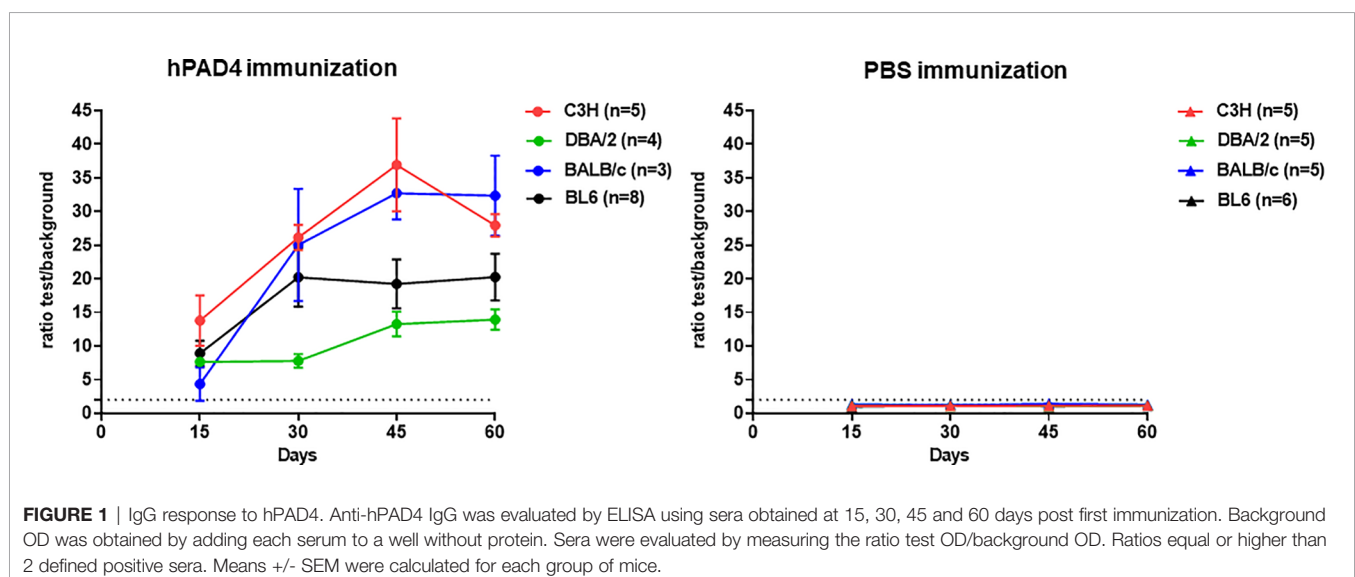 hPAD4 immunization
45
40
35
30
25
20
15
10
5
0
ratio test/background
0 15 30 45 60
Days
C3H (n=5)
DBA/2 (n=4)
BALB/c (n=3)
BL6 (n=8)
PBS immunization
45
40
35
30
25
20
15
10
5
0
ratio test/background
0 15 30 45 60
Days
C3H (n=5)
DBA/2 (n=5)
BALB/c (n=5)
BL6 (n=6)
FIGURE 1 | IgG response to hPAD4. Anti-hPAD4 IgG was evaluated by ELISA using sera obtained at 15, 30, 45 and 60 days post first immunization. Background
OD was obtained by adding each serum to a well without protein. Sera were evaluated by measuring the ratio test OD/background OD. Ratios equal or higher than
2 defined positive sera. Means +/- SEM were calculated for each group of mice.